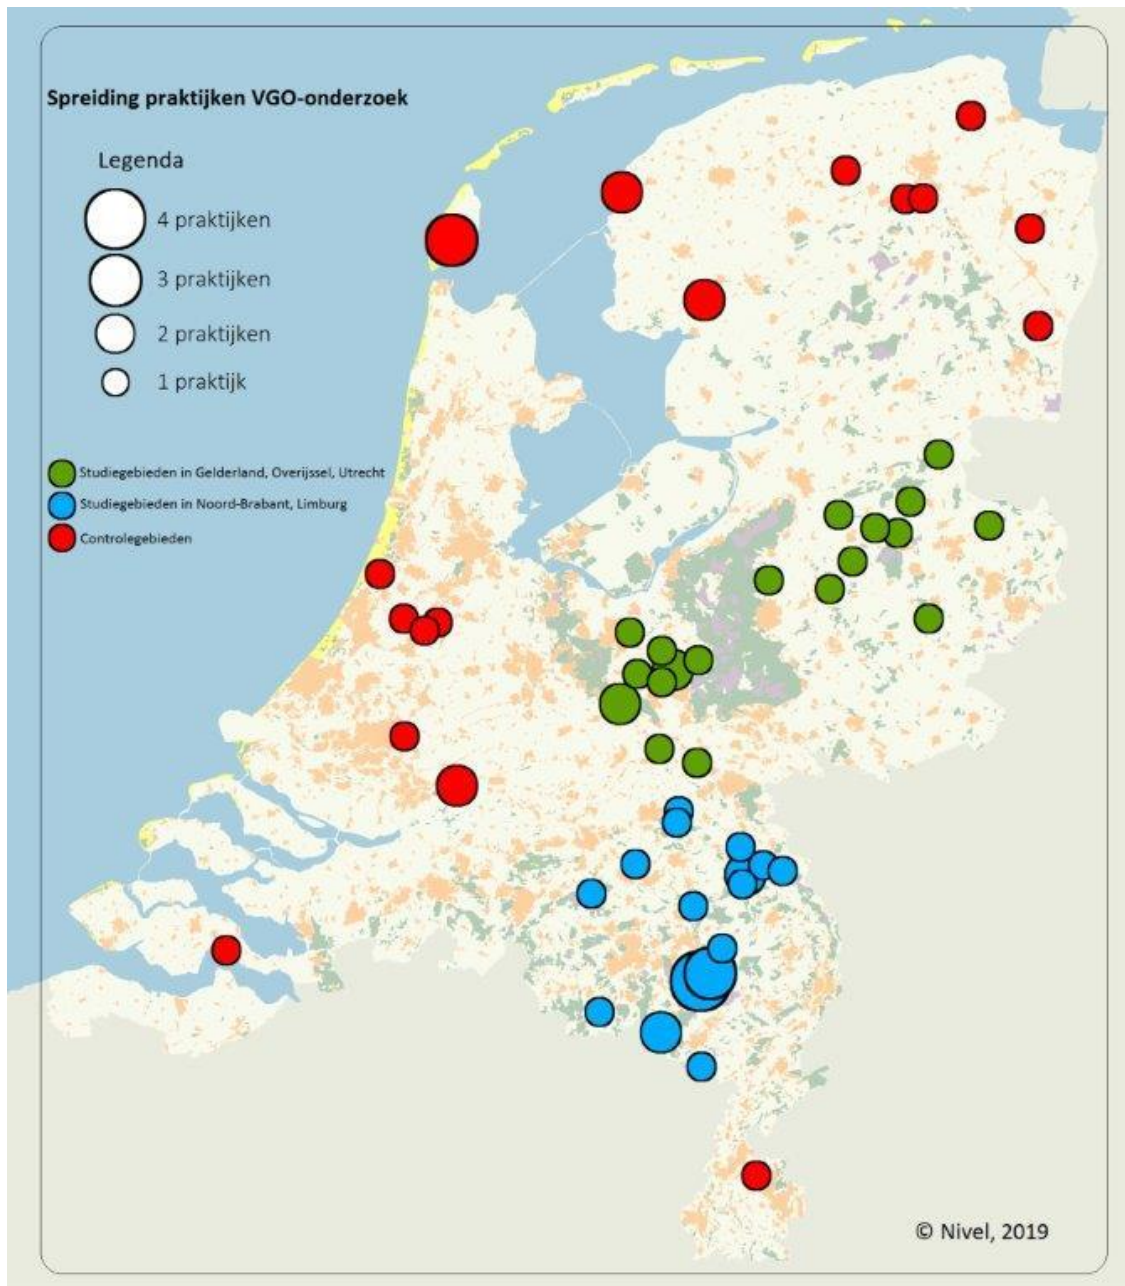 Spreiding praktijken VGO-onderzoek
Legenda
4 praktijken
3 praktijken
2 praktijken
1 praktijk
Studiegebieden in Gelderland, Overijssel, Utrecht
Studiegebieden in Noord-Brabant, Limburg
Controlegebieden
© Nivel, 2019